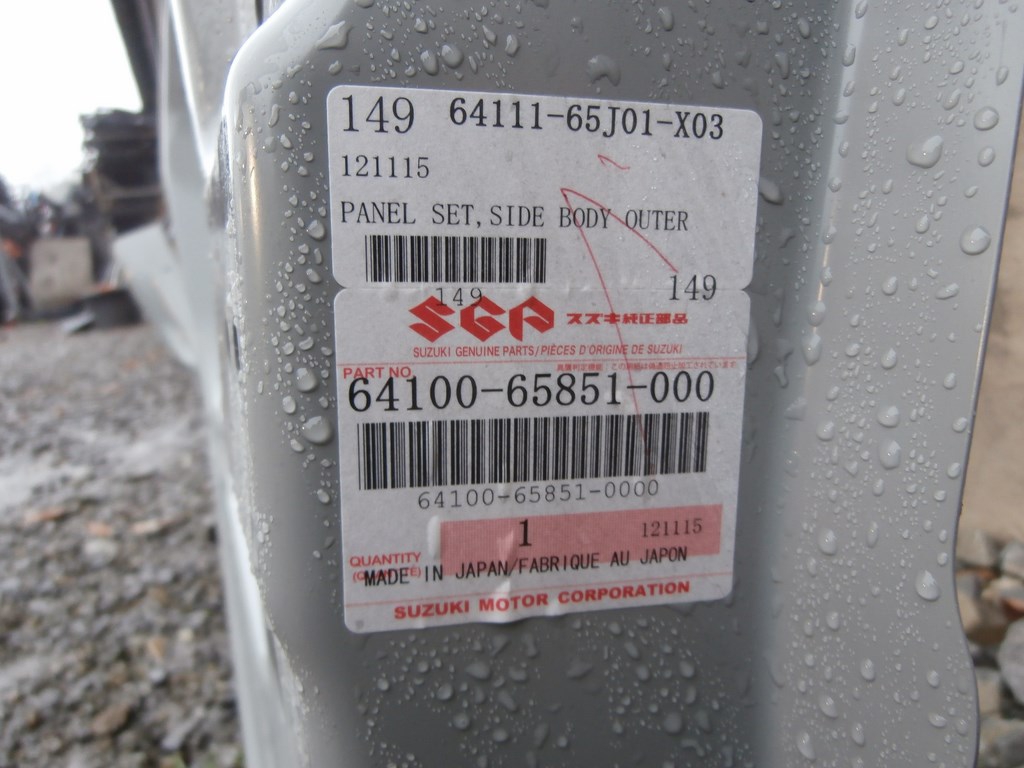 149 64111-65J01-X03
121115
PANEL SET, SIDE BODY OUTER
149 149
SGP スズキ純正部品
SUZUKI GENUINE PARTS/PIÈCES D'ORIGINE DE SUZUKI
PART NO
64100-65851-000
64100-65851-0000
1 121115
QUANTITY
MADE IN JAPAN/FABRIQUE AU JAPON
SUZUKI MOTOR CORPORATION